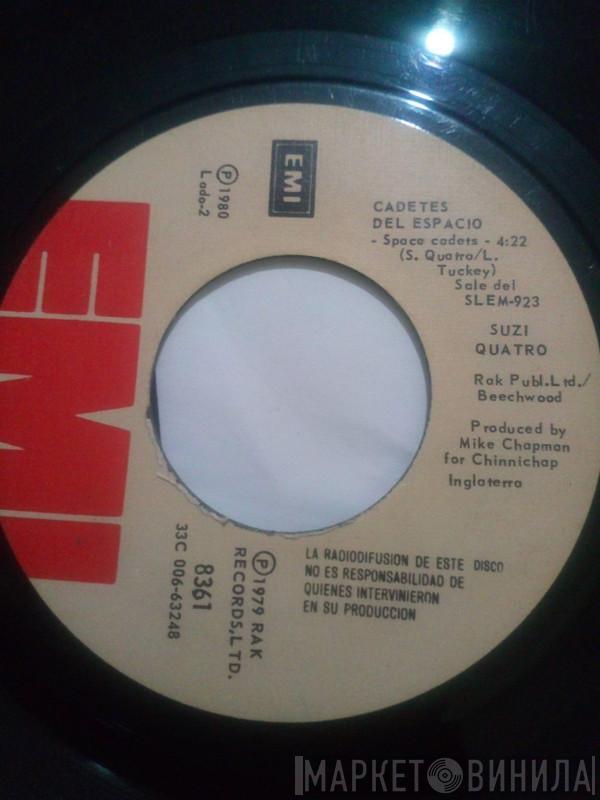 EMI
EMI
Ⓟ1980
Lado-2
CADETES
DEL ESPACIO
- Space cadets - 4:22
(S. Quatro/L.
Tuckey)
Sale del
SLEM-923
SUZI
QUATRO
Rak Publ.Ltd./
Beechwood
Produced by
Mike Chapman
for Chinnichap
Inglaterra
LA RADIODIFUSION DE ESTE DISCO
NO ES RESPONSABILIDAD DE
QUIENES INTERVINIERON
EN SU PRODUCCION
Ⓟ1979 RAK
RECORDS,LTD.
8361
33C 006-63248
МАРКЕТ ВИНИЛА